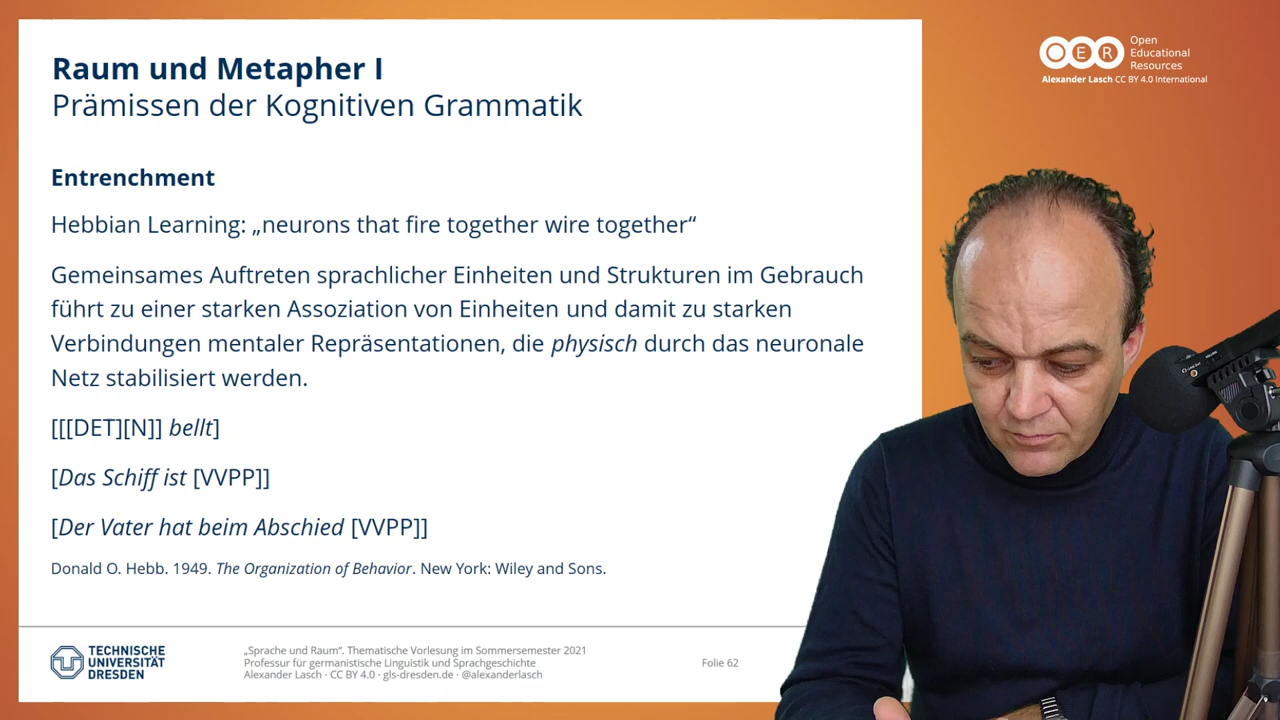 Raum und Metapher I
Prämissen der Kognitiven Grammatik
Entrenchment
Hebbian Learning: „neurons that fire together wire together“
Gemeinsames Auftreten sprachlicher Einheiten und Strukturen im Gebrauch
führt zu einer starken Assoziation von Einheiten und damit zu starken
Verbindungen mentaler Repräsentationen, die physisch durch das neuronale
Netz stabilisiert werden.
[[[DET][N]] bellt]
[Das Schiff ist [VVPP]]
[Der Vater hat beim Abschied [VVPP]]
Donald O. Hebb. 1949. The Organization of Behavior. New York: Wiley and Sons.
TECHNISCHE
UNIVERSITÄT
DRESDEN
„Sprache und Raum“. Thematische Vorlesung im Sommersemester 2021
Professur für germanistische Linguistik und Sprachgeschichte
Alexander Lasch · CC BY 4.0 · gls-dresden.de · @alexanderlasch
Folie 62
OER
Open
Educational
Resources
Alexander Lasch CC BY 4.0 International